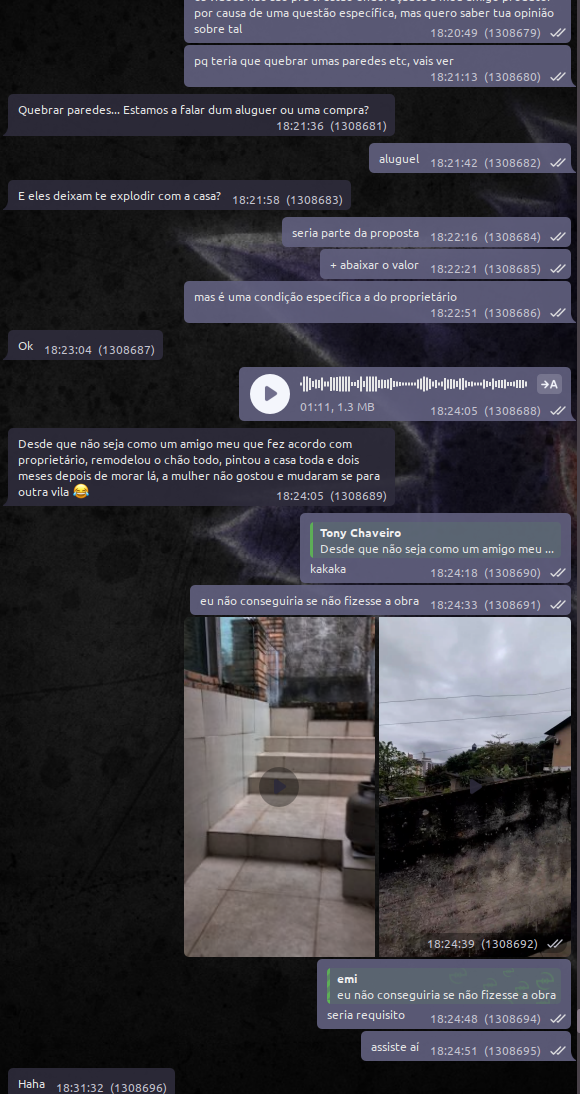 por causa de uma questão específica, mas quero saber tua opinião
sobre tal 18:20:49 (1308679)
pq teria que quebrar umas paredes etc, vais ver
18:21:13 (1308680)
Quebrar paredes... Estamos a falar dum aluguer ou uma compra?
18:21:36 (1308681)
aluguel 18:21:42 (1308682)
E eles deixam te explodir com a casa? 18:21:58 (1308683)
seria parte da proposta 18:22:16 (1308684)
+ abaixar o valor 18:22:21 (1308685)
mas é uma condição específica a do proprietário
18:22:51 (1308686)
Ok 18:23:04 (1308687)
→A
01:11, 1.3 MB 18:24:05 (1308688)
Desde que não seja como um amigo meu que fez acordo com
proprietário, remodelou o chão todo, pintou a casa toda e dois
meses depois de morar lá, a mulher não gostou e mudaram se para
outra vila 😂 18:24:05 (1308689)
Tony Chaveiro
Desde que não seja como um amigo meu ...
kakaka 18:24:18 (1308690)
eu não conseguiria se não fizesse a obra 18:24:33 (1308691)
18:24:39 (1308692)
emi
eu não conseguiria se não fizesse a obra
seria requisito 18:24:48 (1308694)
assiste aí 18:24:51 (1308695)
Haha 18:31:32 (1308696)